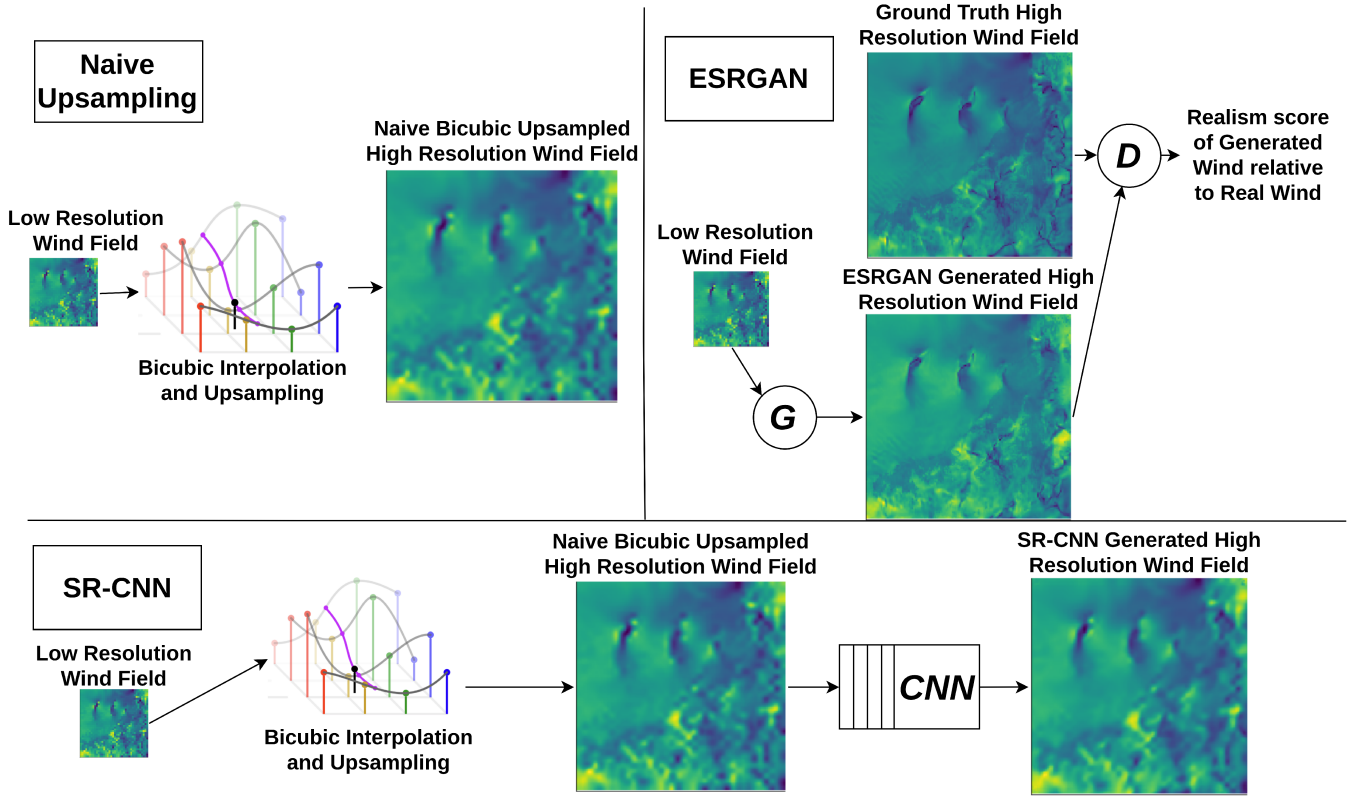 Naive
Upsampling
Low Resolution
Wind Field
Bicubic Interpolation
and Upsampling
Naive Bicubic Upsampled
High Resolution Wind Field
ESRGAN
Ground Truth High
Resolution Wind Field
Low Resolution
Wind Field
G
ESRGAN Generated High
Resolution Wind Field
D
Realism score
of Generated
Wind relative
to Real Wind
SR-CNN
Low Resolution
Wind Field
Bicubic Interpolation
and Upsampling
Naive Bicubic Upsampled
High Resolution Wind Field
CNN
SR-CNN Generated High
Resolution Wind Field